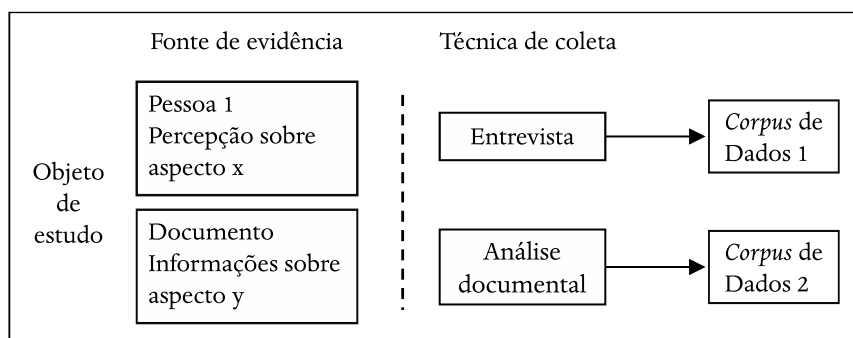 Fonte de evidência
Técnica de coleta
Objeto
de
estudo
Pessoa 1
Percepção sobre
aspecto x
Entrevista
Corpus de
Dados 1
Documento
Informações sobre
aspecto y
Análise
documental
Corpus de
Dados 2